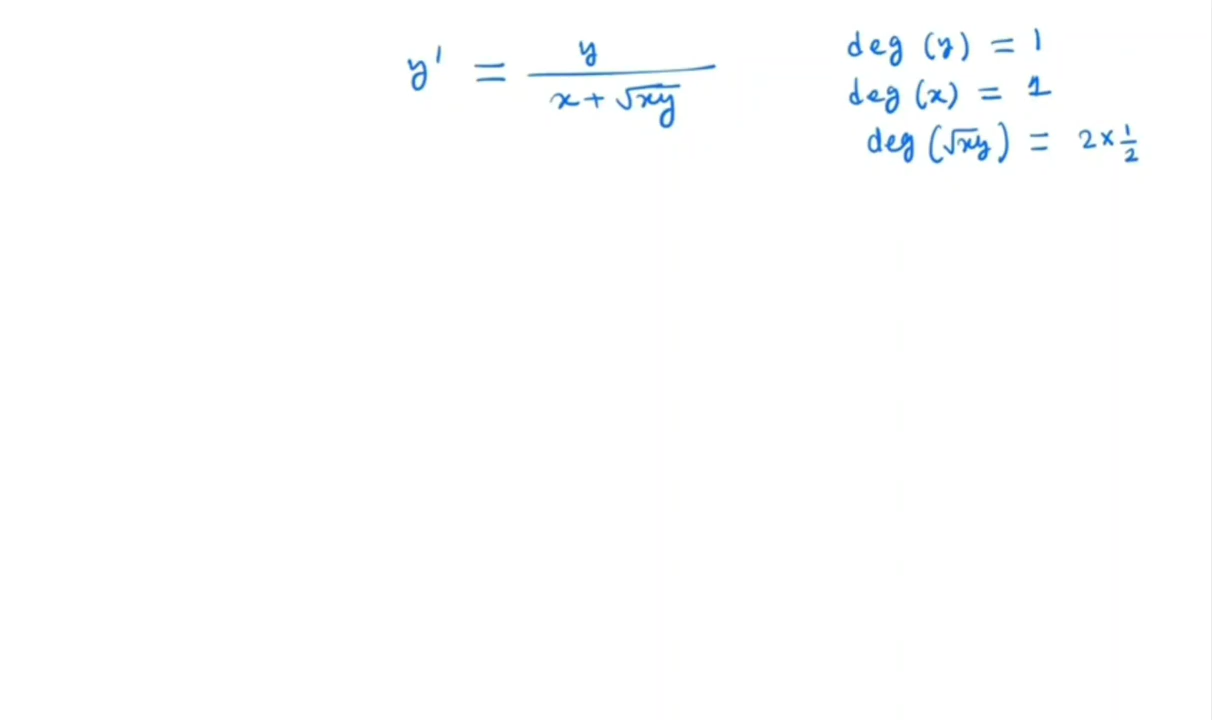 y' = y / (x + √xy)
deg (y) = 1
deg (x) = 1
deg (√xy) = 2 × 1/2